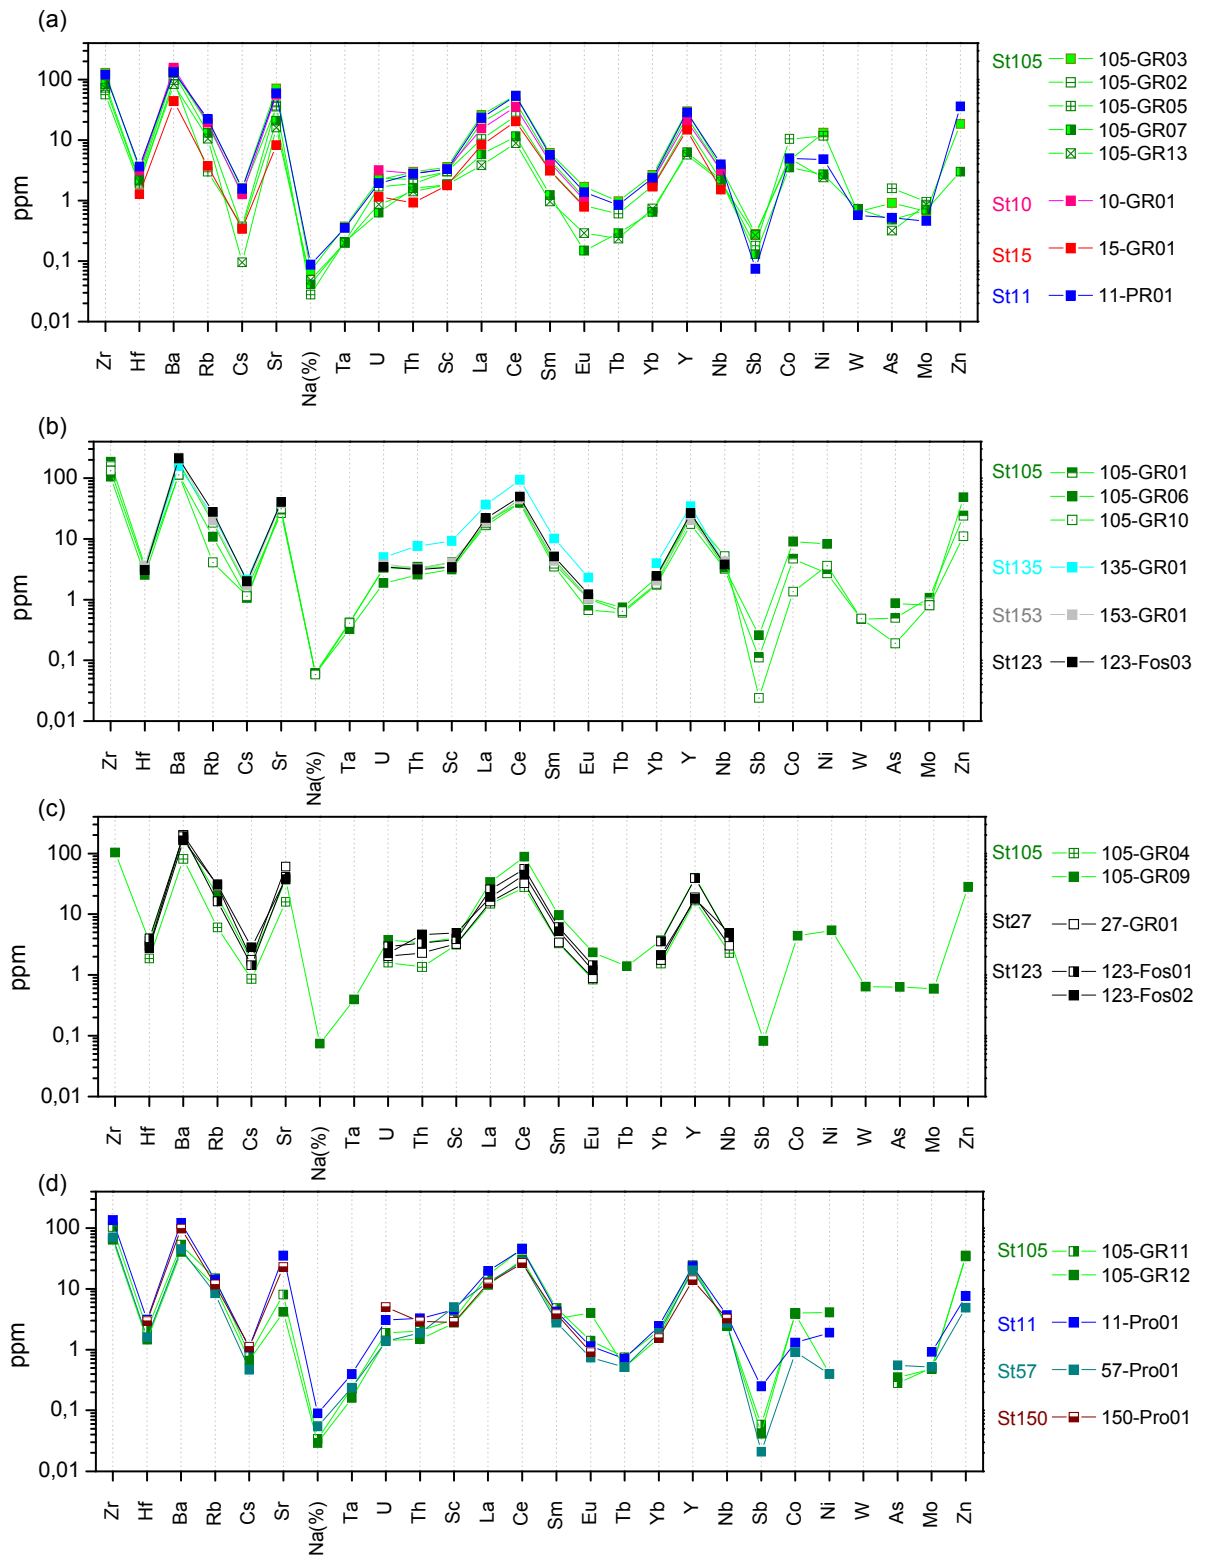 (a)
ppm
100
10
1
0,1
0,01
Zr Hf Ba Rb Cs Sr Na(%) Ta U Th Sc La Ce Sm Eu Tb Yb Y Nb Sb Co Ni W As Mo Zn
St105 105-GR03
105-GR02
105-GR05
105-GR07
105-GR13
St10 10-GR01
St15 15-GR01
St11 11-PR01
(b)
ppm
100
10
1
0,1
0,01
Zr Hf Ba Rb Cs Sr Na(%) Ta U Th Sc La Ce Sm Eu Tb Yb Y Nb Sb Co Ni W As Mo Zn
St105 105-GR01
105-GR06
105-GR10
St135 135-GR01
St153 153-GR01
St123 123-Fos03
(c)
ppm
100
10
1
0,1
0,01
Zr Hf Ba Rb Cs Sr Na(%) Ta U Th Sc La Ce Sm Eu Tb Yb Y Nb Sb Co Ni W As Mo Zn
St105 105-GR04
105-GR09
St27 27-GR01
St123 123-Fos01
123-Fos02
(d)
ppm
100
10
1
0,1
0,01
Zr Hf Ba Rb Cs Sr Na(%) Ta U Th Sc La Ce Sm Eu Tb Yb Y Nb Sb Co Ni W As Mo Zn
St105 105-GR11
105-GR12
St11 11-Pro01
St57 57-Pro01
St150 150-Pro01